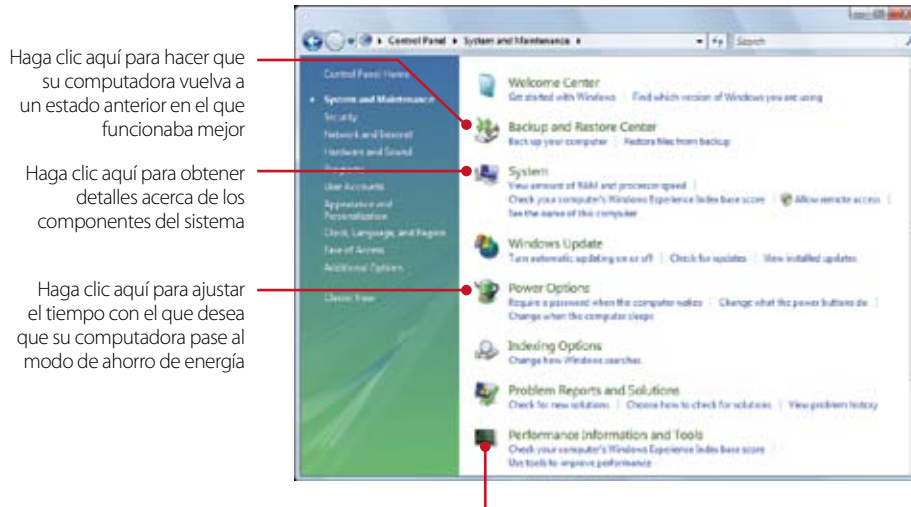 Haga clic aquí para hacer que
su computadora vuelva a
un estado anterior en el que
funcionaba mejor
Haga clic aquí para obtener
detalles acerca de los
componentes del sistema
Haga clic aquí para ajustar
el tiempo con el que desea
que su computadora pase al
modo de ahorro de energía
Control Panel
System and Maintenance
Search
Control Panel Home
System and Maintenance
Security
Network and Internet
Hardware and Sound
Programs
User Accounts
Appearance and
Personalization
Clock, Language, and Region
Ease of Access
Additional Options
Classic View
Welcome Center
Get started with Windows
Find which version of Windows you are using
Backup and Restore Center
Back up your computer
Restore files from backup
System
View amount of RAM and processor speed
Check your computer's Windows Experience Index base score
Allow remote access
See the name of this computer
Windows Update
Turn automatic updating on or off
Check for updates
View installed updates
Power Options
Require a password when the computer wakes
Change what the power buttons do
Change when the computer sleeps
Indexing Options
Change how Windows searches
Problem Reports and Solutions
Check for new solutions
Choose how to check for solutions
View problem history
Performance Information and Tools
Check your computer's Windows Experience Index base score
Use tools to improve performance